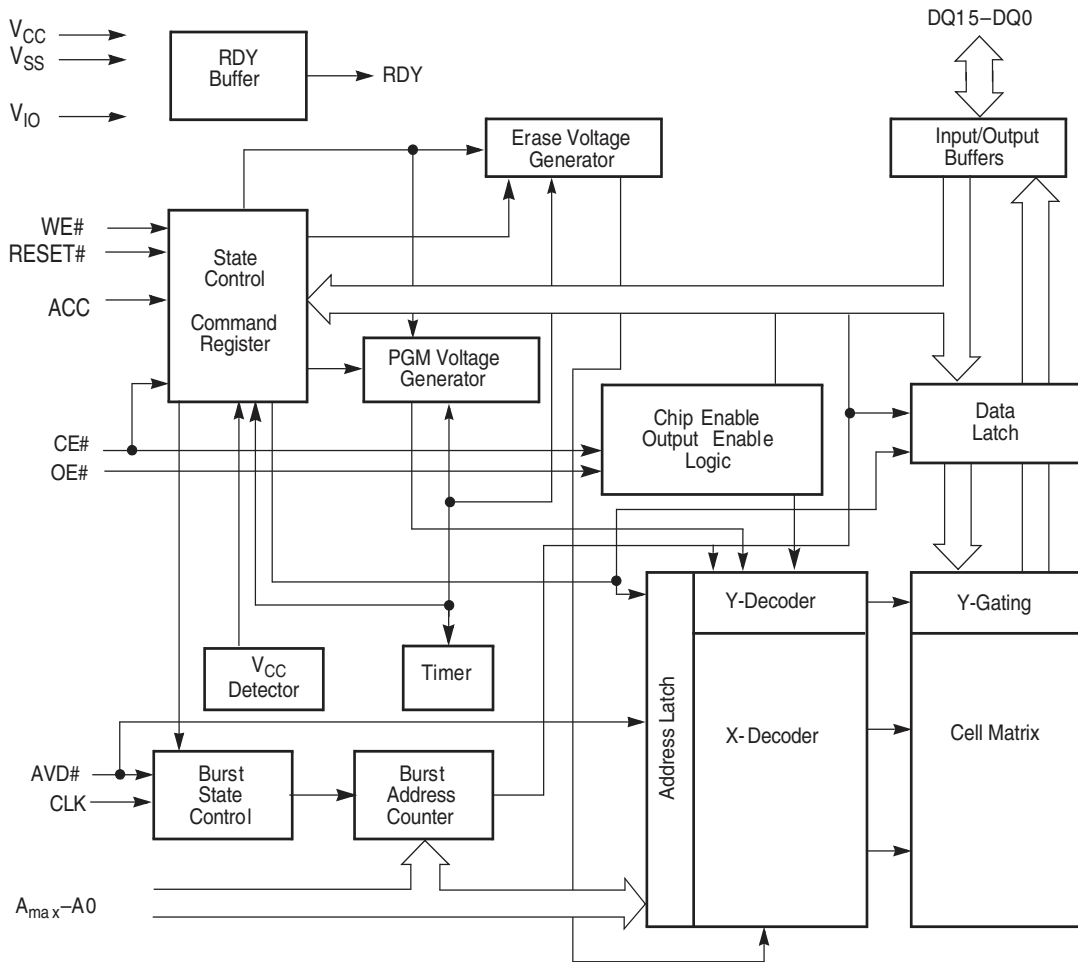 VCC
VSS
VIO
RDY
Buffer
RDY
DQ15–DQ0
Erase Voltage
Generator
Input/Output
Buffers
WE#
RESET#
ACC
CE#
OE#
State
Control
Command
Register
PGM Voltage
Generator
Chip Enable
Output Enable
Logic
Data
Latch
VCC
Detector
Timer
Address Latch
Y-Decoder
X-Decoder
Y-Gating
Cell Matrix
AVD#
CLK
Burst
State
Control
Burst
Address
Counter
Amax–A0